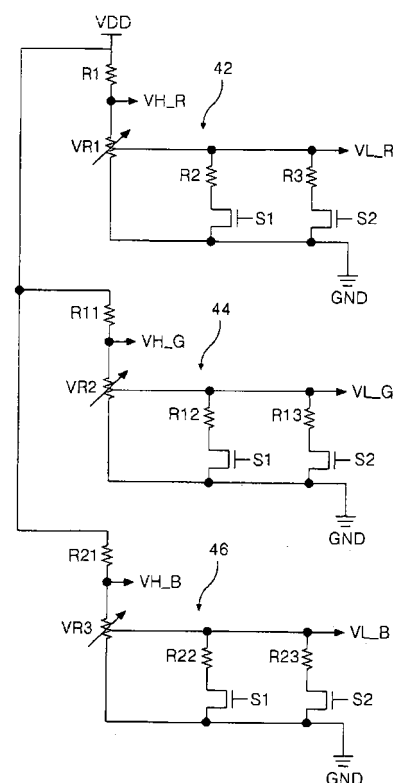 VDD
R1
VH_R
42
VR1
VL_R
R2
R3
S1
S2
GND
R11
VH_G
44
VR2
VL_G
R12
R13
S1
S2
GND
R21
VH_B
46
VR3
VL_B
R22
R23
S1
S2
GND